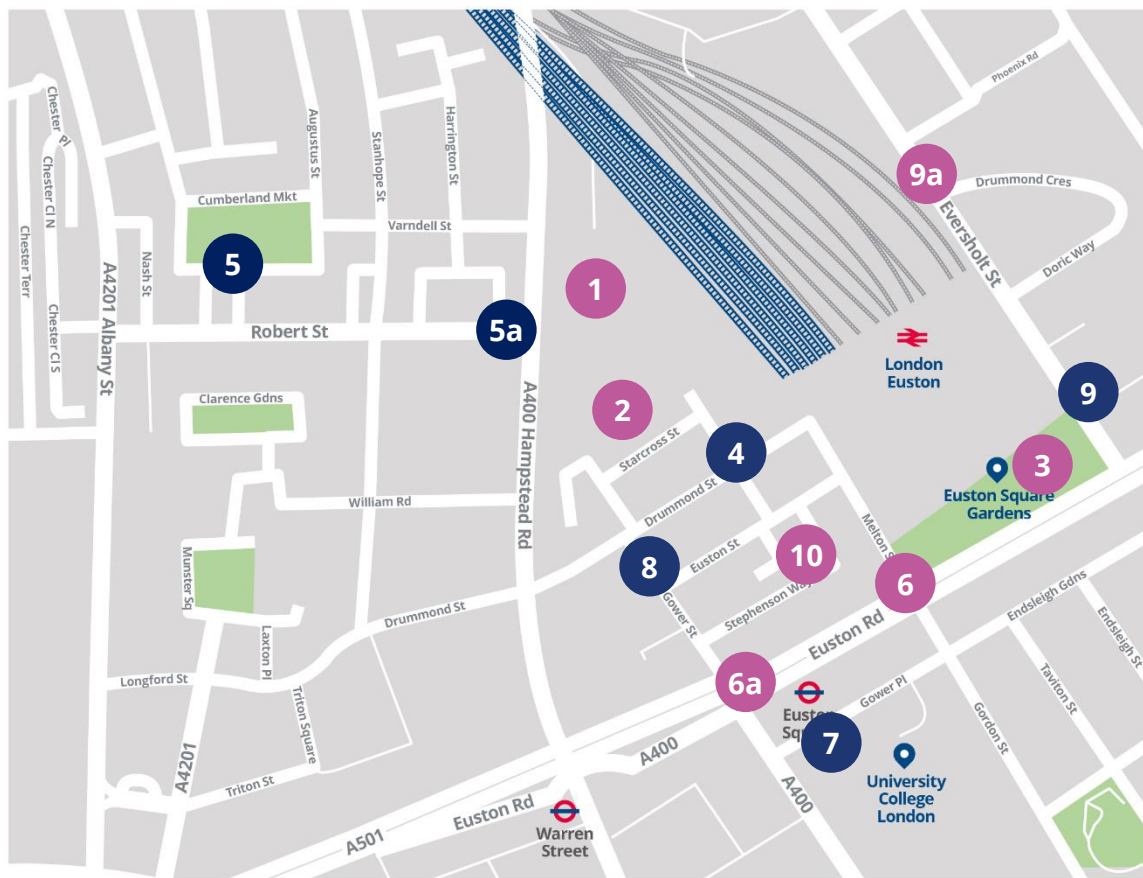 Phoenix Rd
Chester Pl
Augustus St
Harrington St
Stanhope St
9a
Drummond Cres
Chester Cl N
Cumberland Mkt
Eversholt St
Varndell St
Chester Terr
Nash St
5
Doric Way
A4201 Albany St
1
Robert St
5a
Chester Cl S
London
Euston
A400 Hampstead Rd
Clarence Gdns
9
2
Starcross St
4
3
Euston Square
Gardens
William Rd
Drummond St
Melton S
Euston St
10
8
Munster Sq
6
Stephenson Way
Endsleigh Gdns
Gower St
Drummond St
Euston Rd
Endsleigh St
Laxton Pl
Longford St
6a
Gower Pl
Taviton St
Triton Square
Euston
Sq
7
Gordon St
A400
A4201
Triton St
University
College
London
A400
Euston Rd
A501
Warren
Street